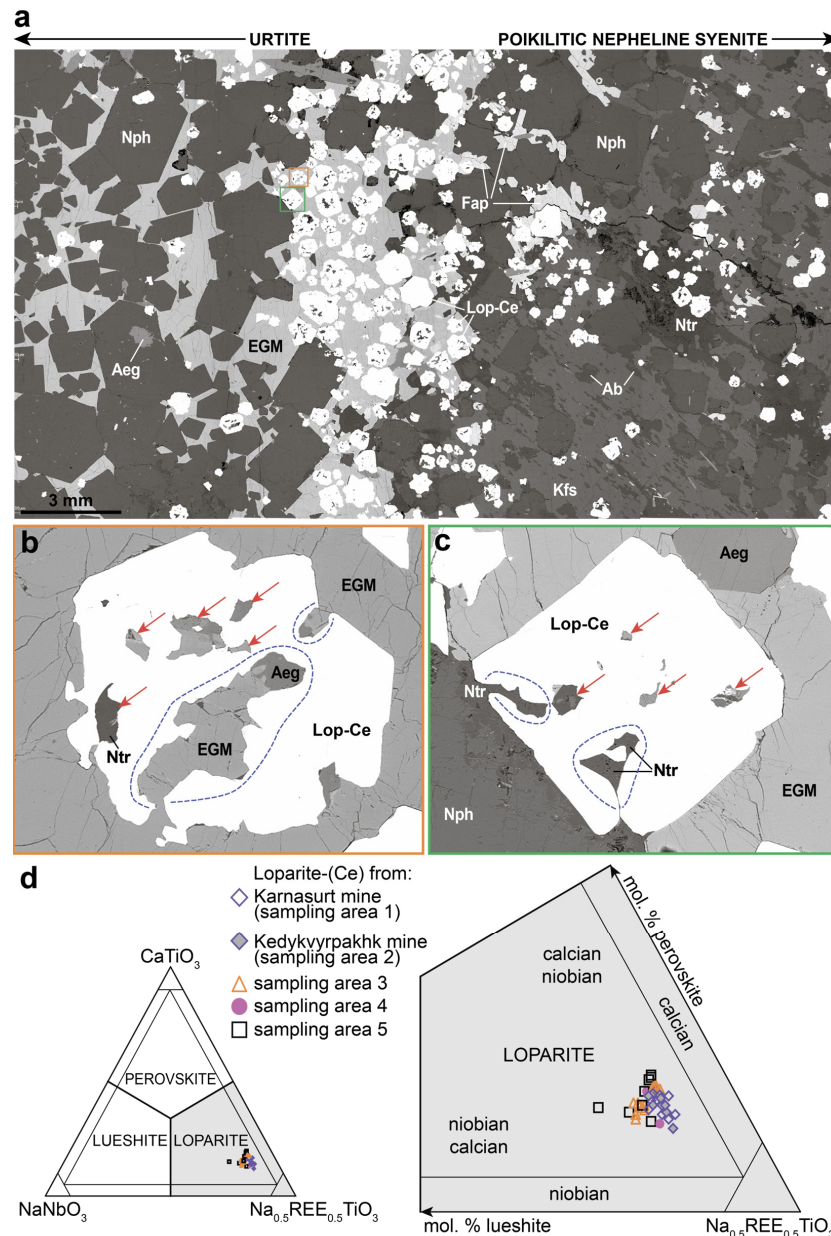 a
URTITE
POIKILITIC NEPHELINE SYENITE
Nph
Nph
Fap
Lop-Ce
Ntr
EGM
Aeg
Ab
Kfs
3 mm
b
EGM
Aeg
EGM
Lop-Ce
Ntr
c
Aeg
Lop-Ce
Ntr
Ntr
EGM
Nph
d
Loparite-(Ce) from:
Karnasurt mine
(sampling area 1)
Kedykvyrpakhk mine
(sampling area 2)
sampling area 3
sampling area 4
sampling area 5
CaTiO₃
PEROVSKITE
LUESHITE
LOPARITE
NaNbO₃
Na₀.₅REE₀.₅TiO₃
mol. % perovskite
calcian
niobian
calcian
LOPARITE
niobian
calcian
niobian
mol. % lueshite
Na₀.₅REE₀.₅TiO